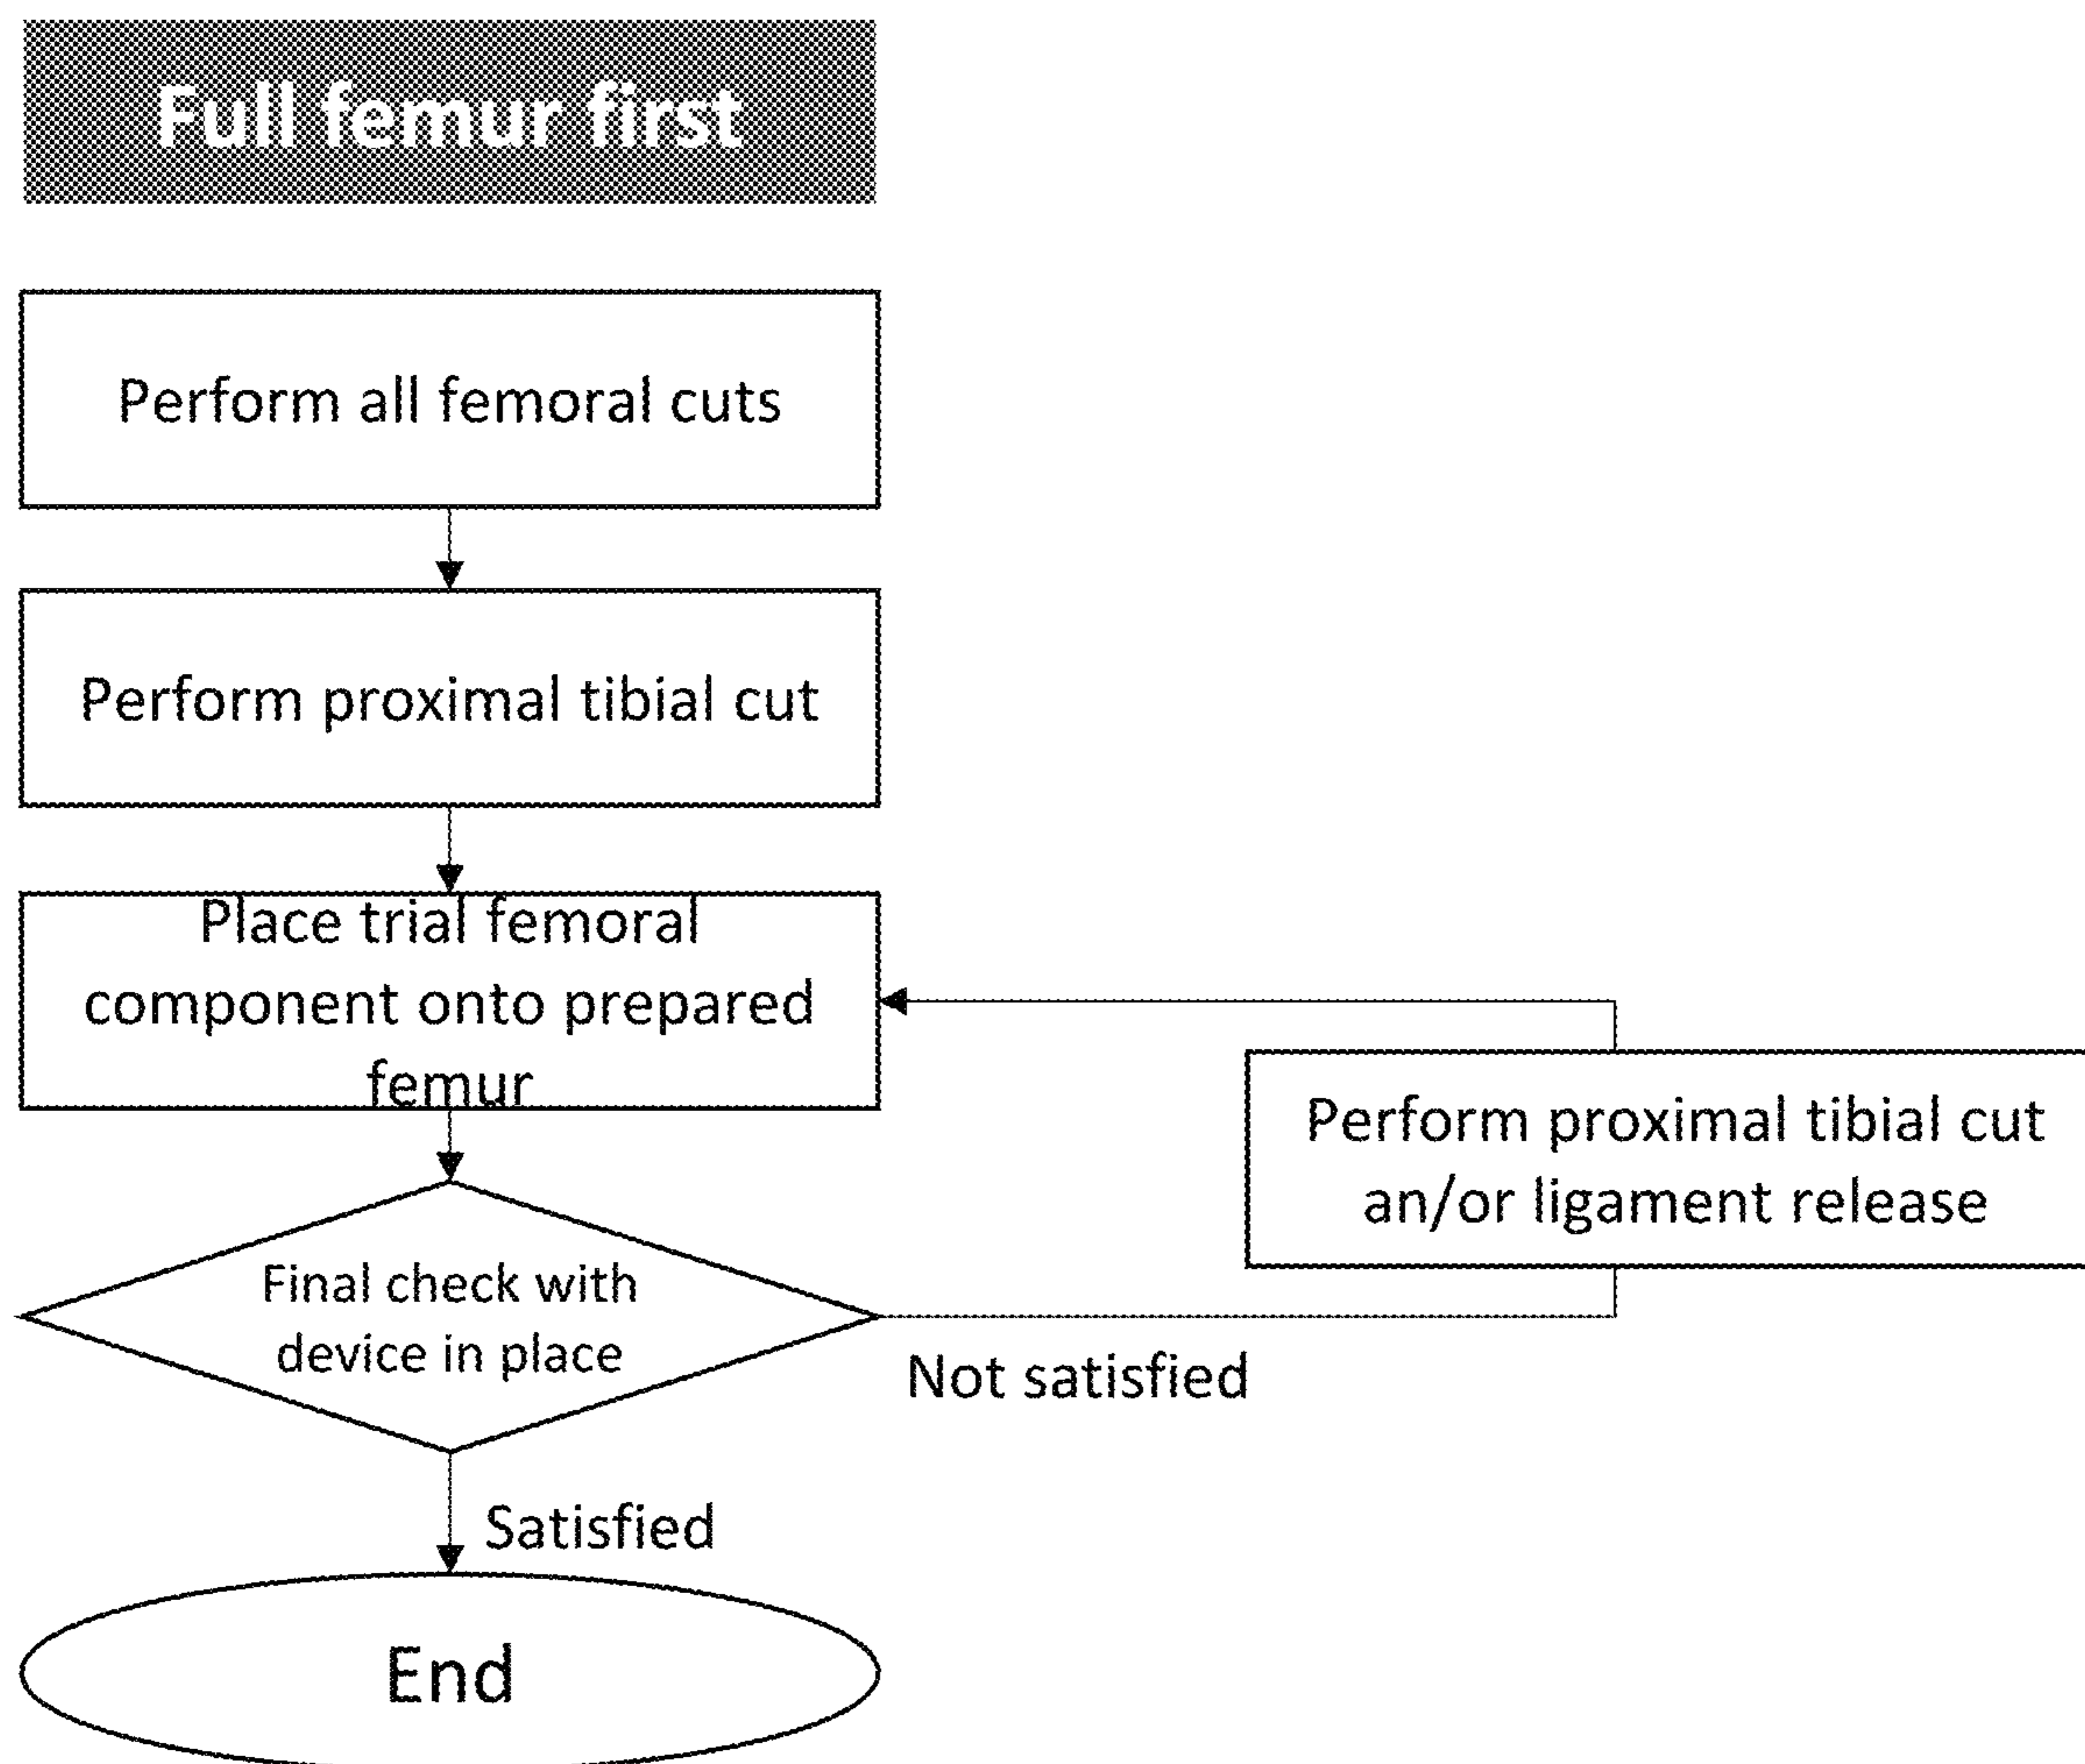 Full femur first
Perform all femoral cuts
Perform proximal tibial cut
Place trial femoral
component onto prepared
femur
Perform proximal tibial cut
an/or ligament release
Final check with
device in place
Not satisfied
Satisfied
End